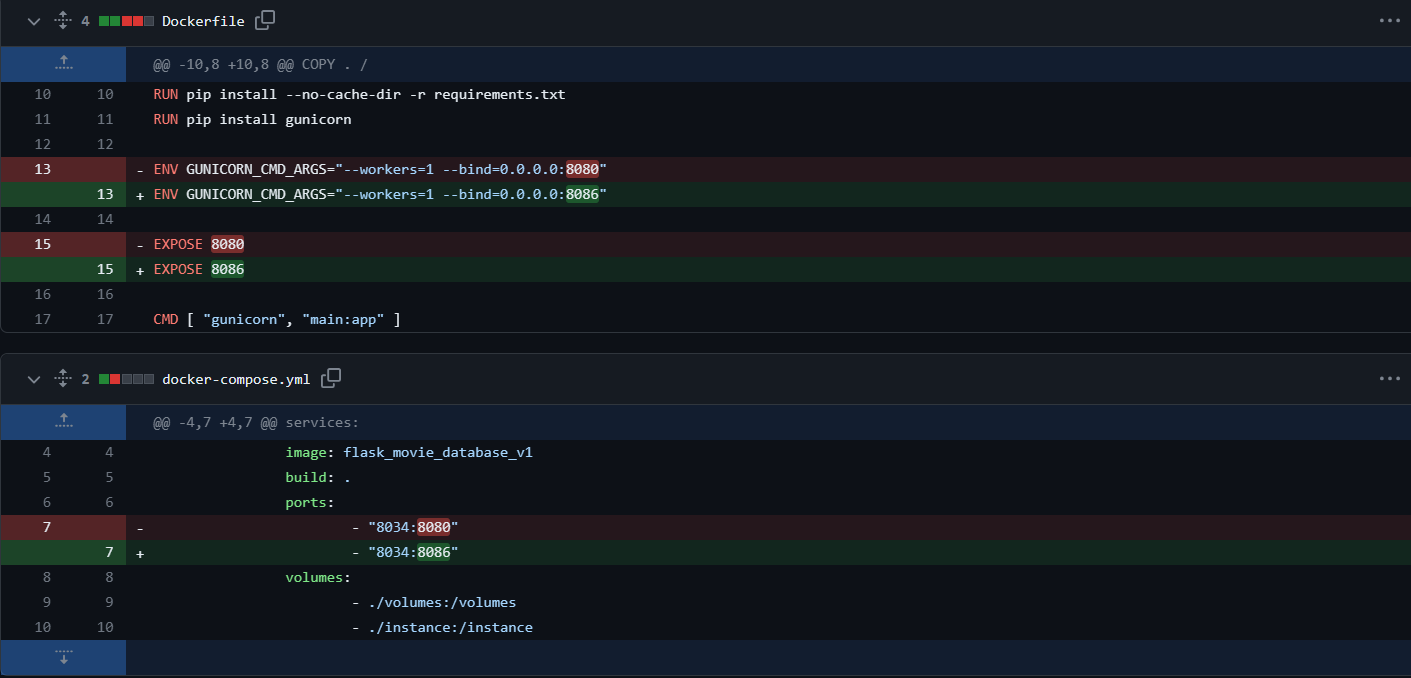 4 Dockerfile
@@ -10,8 +10,8 @@ COPY . /
10 10 RUN pip install --no-cache-dir -r requirements.txt
11 11 RUN pip install gunicorn
12 12
13 - ENV GUNICORN_CMD_ARGS="--workers=1 --bind=0.0.0.0:8080"
13 + ENV GUNICORN_CMD_ARGS="--workers=1 --bind=0.0.0.0:8086"
14 14
15 - EXPOSE 8080
15 + EXPOSE 8086
16 16
17 17 CMD [ "gunicorn", "main:app" ]
2 docker-compose.yml
@@ -4,7 +4,7 @@ services:
4 4 image: flask_movie_database_v1
5 5 build: .
6 6 ports:
7 - - "8034:8080"
7 + - "8034:8086"
8 8 volumes:
9 9 - ./volumes:/volumes
10 10 - ./instance:/instance